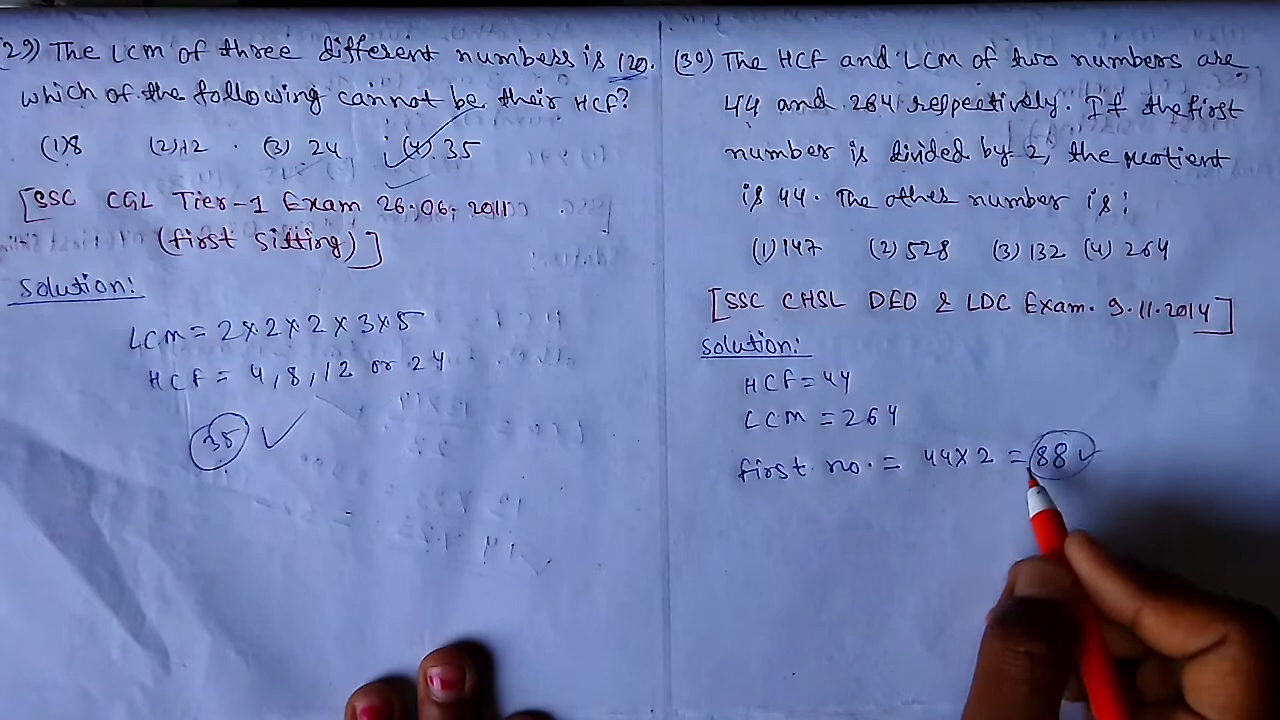 29) The LCM of three different numbers is 120.
which of the following cannot be their HCF?
(1) 8 (2) 12 (3) 24 (4) 35
[SSC CGL Tier-1 Exam 26.06.2011
(first Sitting)]
Solution:
LCM = 2×2×2×3×5
HCF = 4, 8, 12 or 24
35 ✓
(30) The HCF and LCM of two numbers are
44 and 264 respectively. If the first
number is divided by 2, the quotient
is 44. The other number is:
(1) 147 (2) 528 (3) 132 (4) 264
[SSC CHSL DEO & LDC Exam. 9.11.2014]
Solution:
HCF = 44
LCM = 264
first no. = 44×2 = 88 ✓